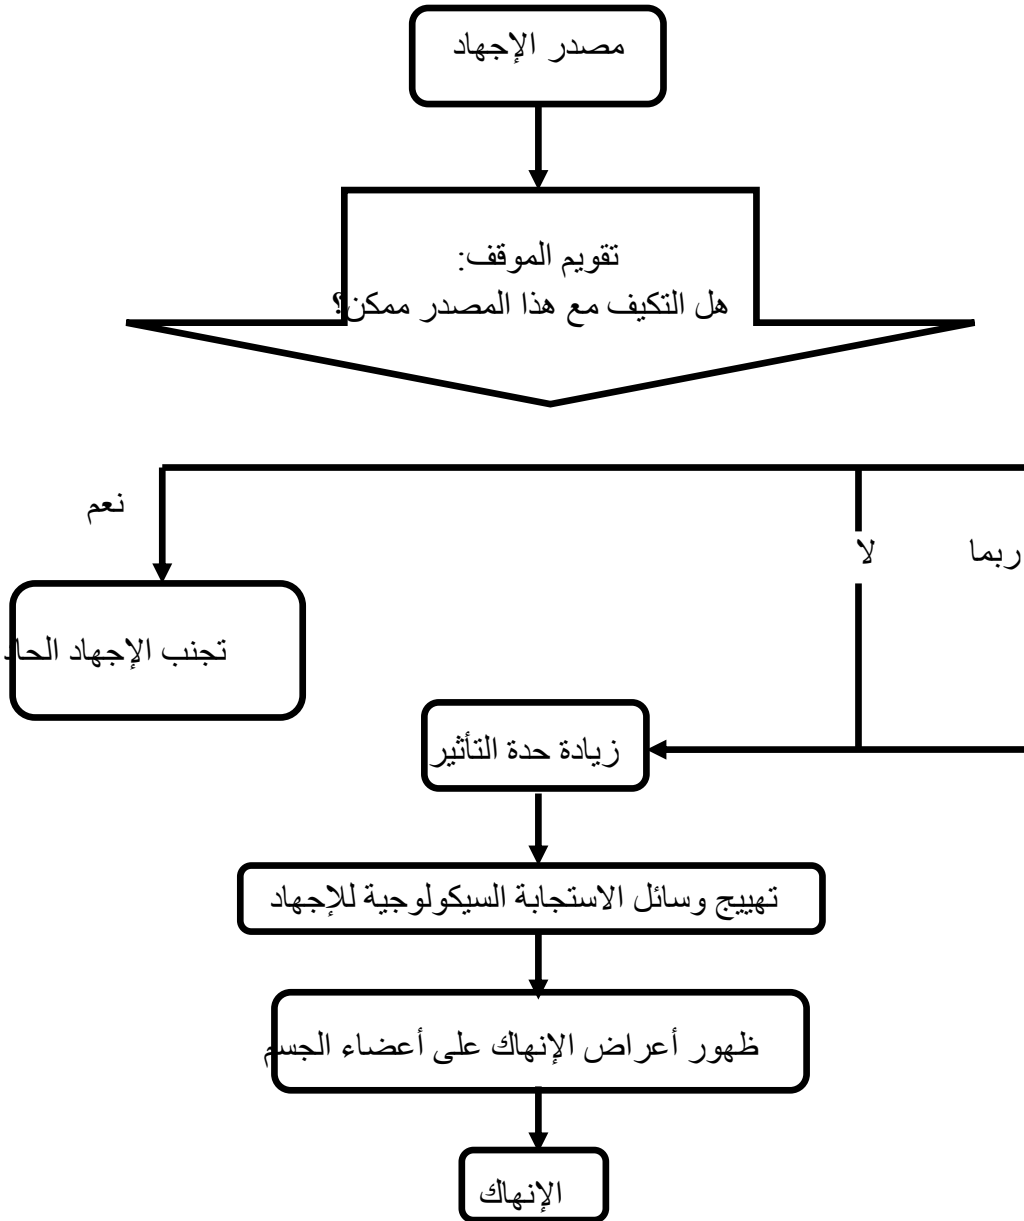 مصدر الإجهاد
تقويم الموقف:
هل التكيف مع هذا المصدر ممكن؟
نعم
لا
ربما
تجنب الإجهاد الحاد
زيادة حدة التأثير
تهييج وسائل الاستجابة السيكولوجية للإجهاد
ظهور أعراض الإنهاك على أعضاء الجسم
الإنهاك